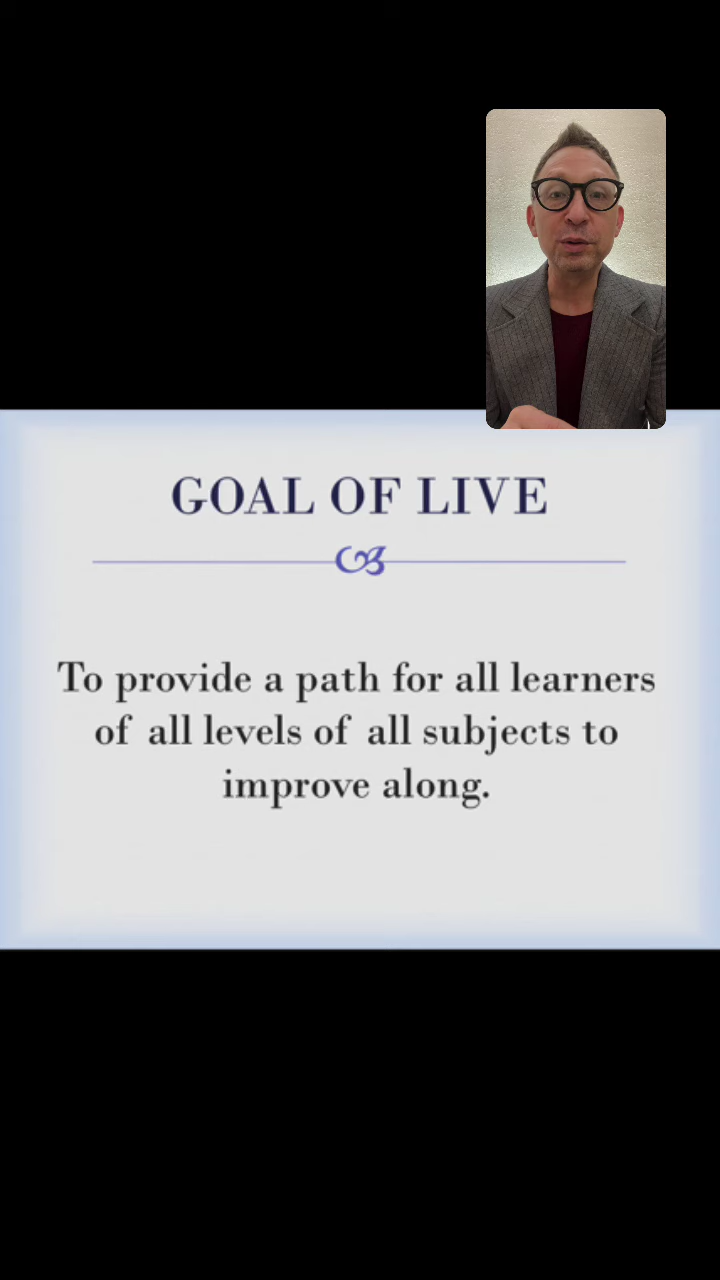 GOAL OF LIVE
To provide a path for all learners
of all levels of all subjects to
improve along.